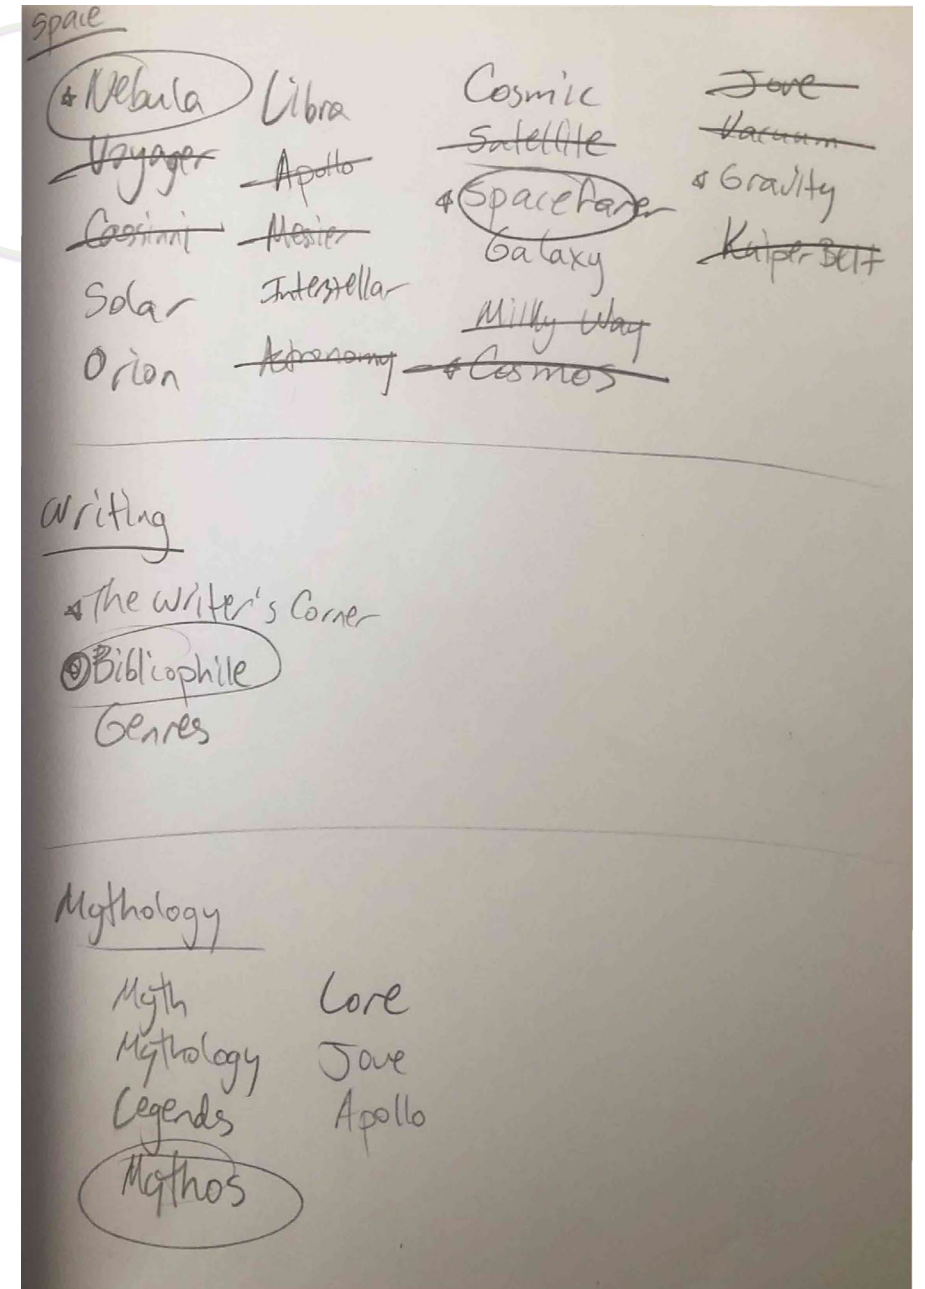 Space
Nebula
Voyager
Cassinni
Solar
Orion
Libra
Apollo
Messier
Interstellar
Astronomy
Cosmic
Satellite
Spacefarer
Galaxy
Milky Way
Cosmos
Jove
Vacuum
Gravity
Kuiper Belt
Writing
The Writer's Corner
Bibliophile
Genres
Mythology
Myth
Mythology
Legends
Mythos
Lore
Jove
Apollo